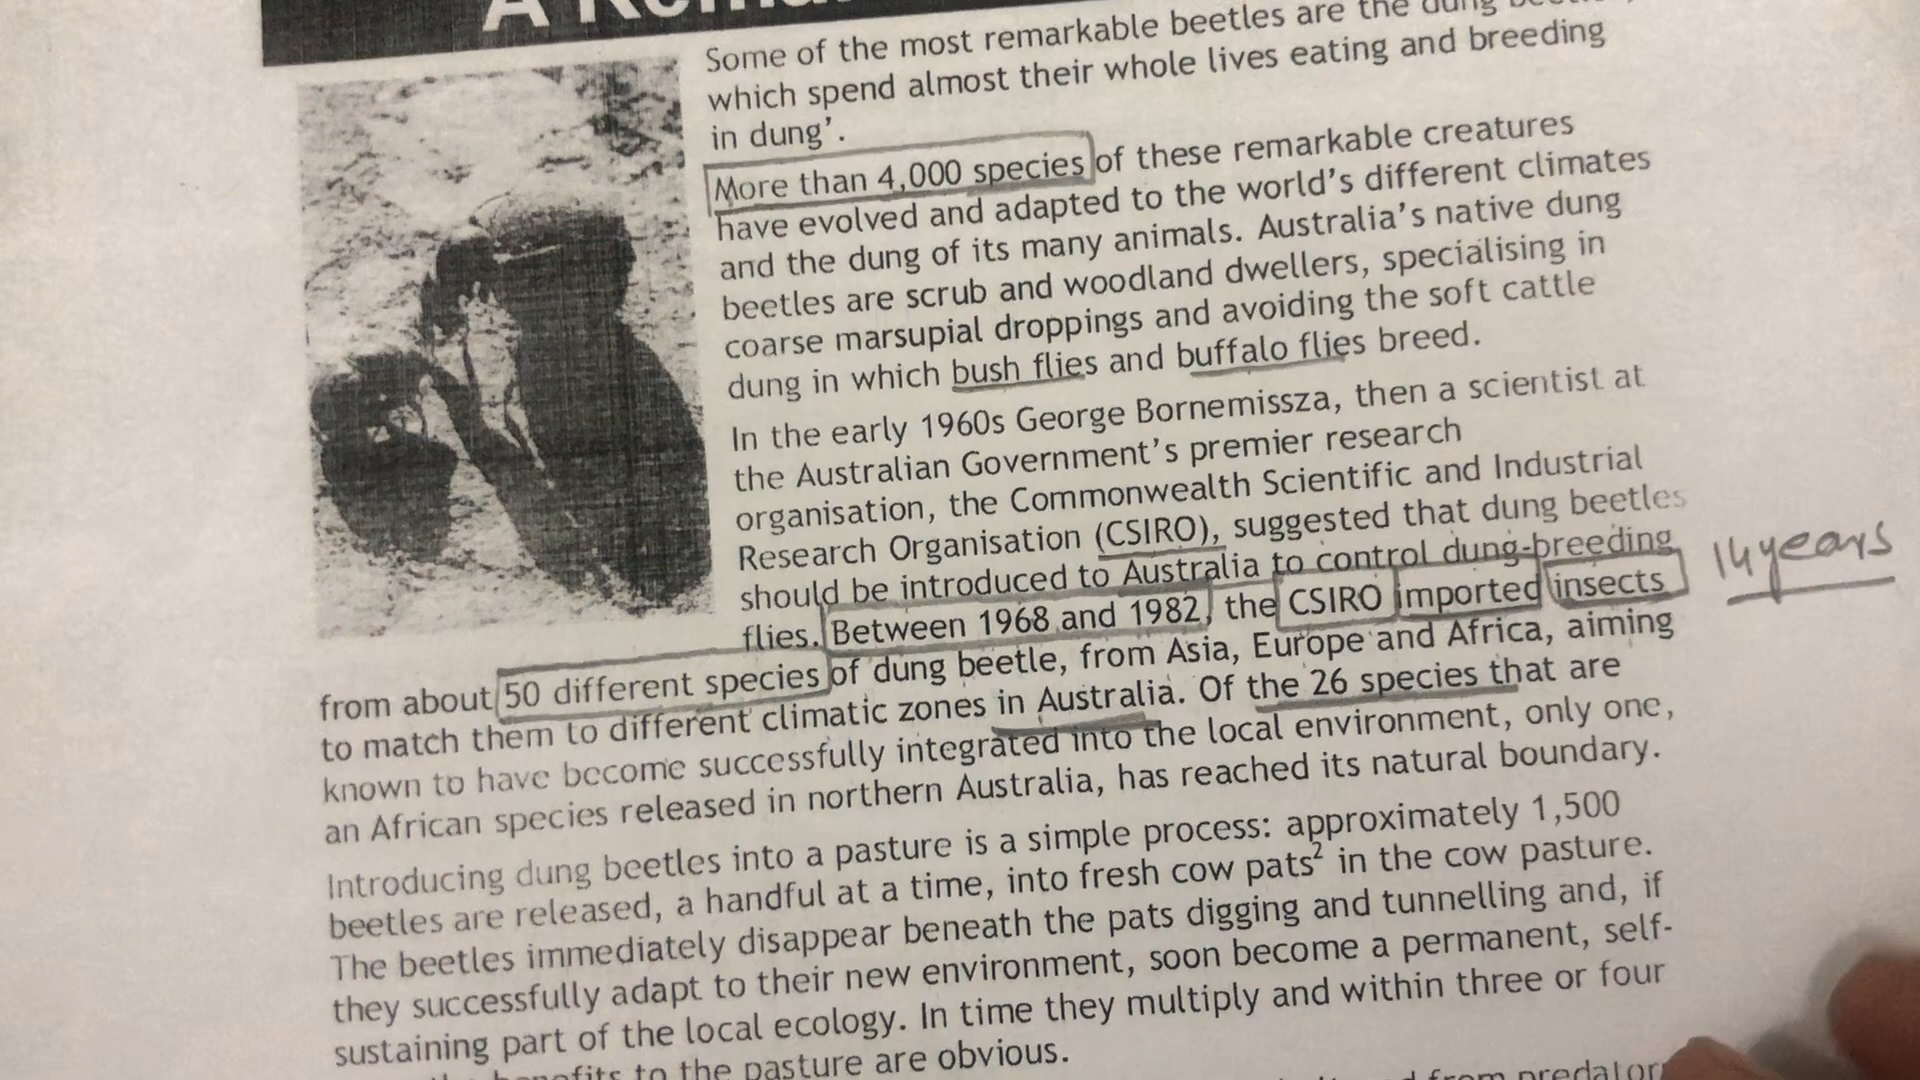 A
Some of the most remarkable beetles are the dung
which spend almost their whole lives eating and breeding
in dung’.
More than 4,000 species of these remarkable creatures
have evolved and adapted to the world’s different climates
and the dung of its many animals. Australia’s native dung
beetles are scrub and woodland dwellers, specialising in
coarse marsupial droppings and avoiding the soft cattle
dung in which bush flies and buffalo flies breed.
In the early 1960s George Bornemissza, then a scientist at
the Australian Government’s premier research
organisation, the Commonwealth Scientific and Industrial
Research Organisation (CSIRO), suggested that dung beetles
should be introduced to Australia to control dung-breeding
flies. Between 1968 and 1982, the CSIRO imported insects
14 years
from about 50 different species of dung beetle, from Asia, Europe and Africa, aiming
to match them to different climatic zones in Australia. Of the 26 species that are
known to have become successfully integrated into the local environment, only one,
an African species released in northern Australia, has reached its natural boundary.
Introducing dung beetles into a pasture is a simple process: approximately 1,500
beetles are released, a handful at a time, into fresh cow pats² in the cow pasture.
The beetles immediately disappear beneath the pats digging and tunnelling and, if
they successfully adapt to their new environment, soon become a permanent, self-
sustaining part of the local ecology. In time they multiply and within three or four
benefits to the pasture are obvious.
from predator